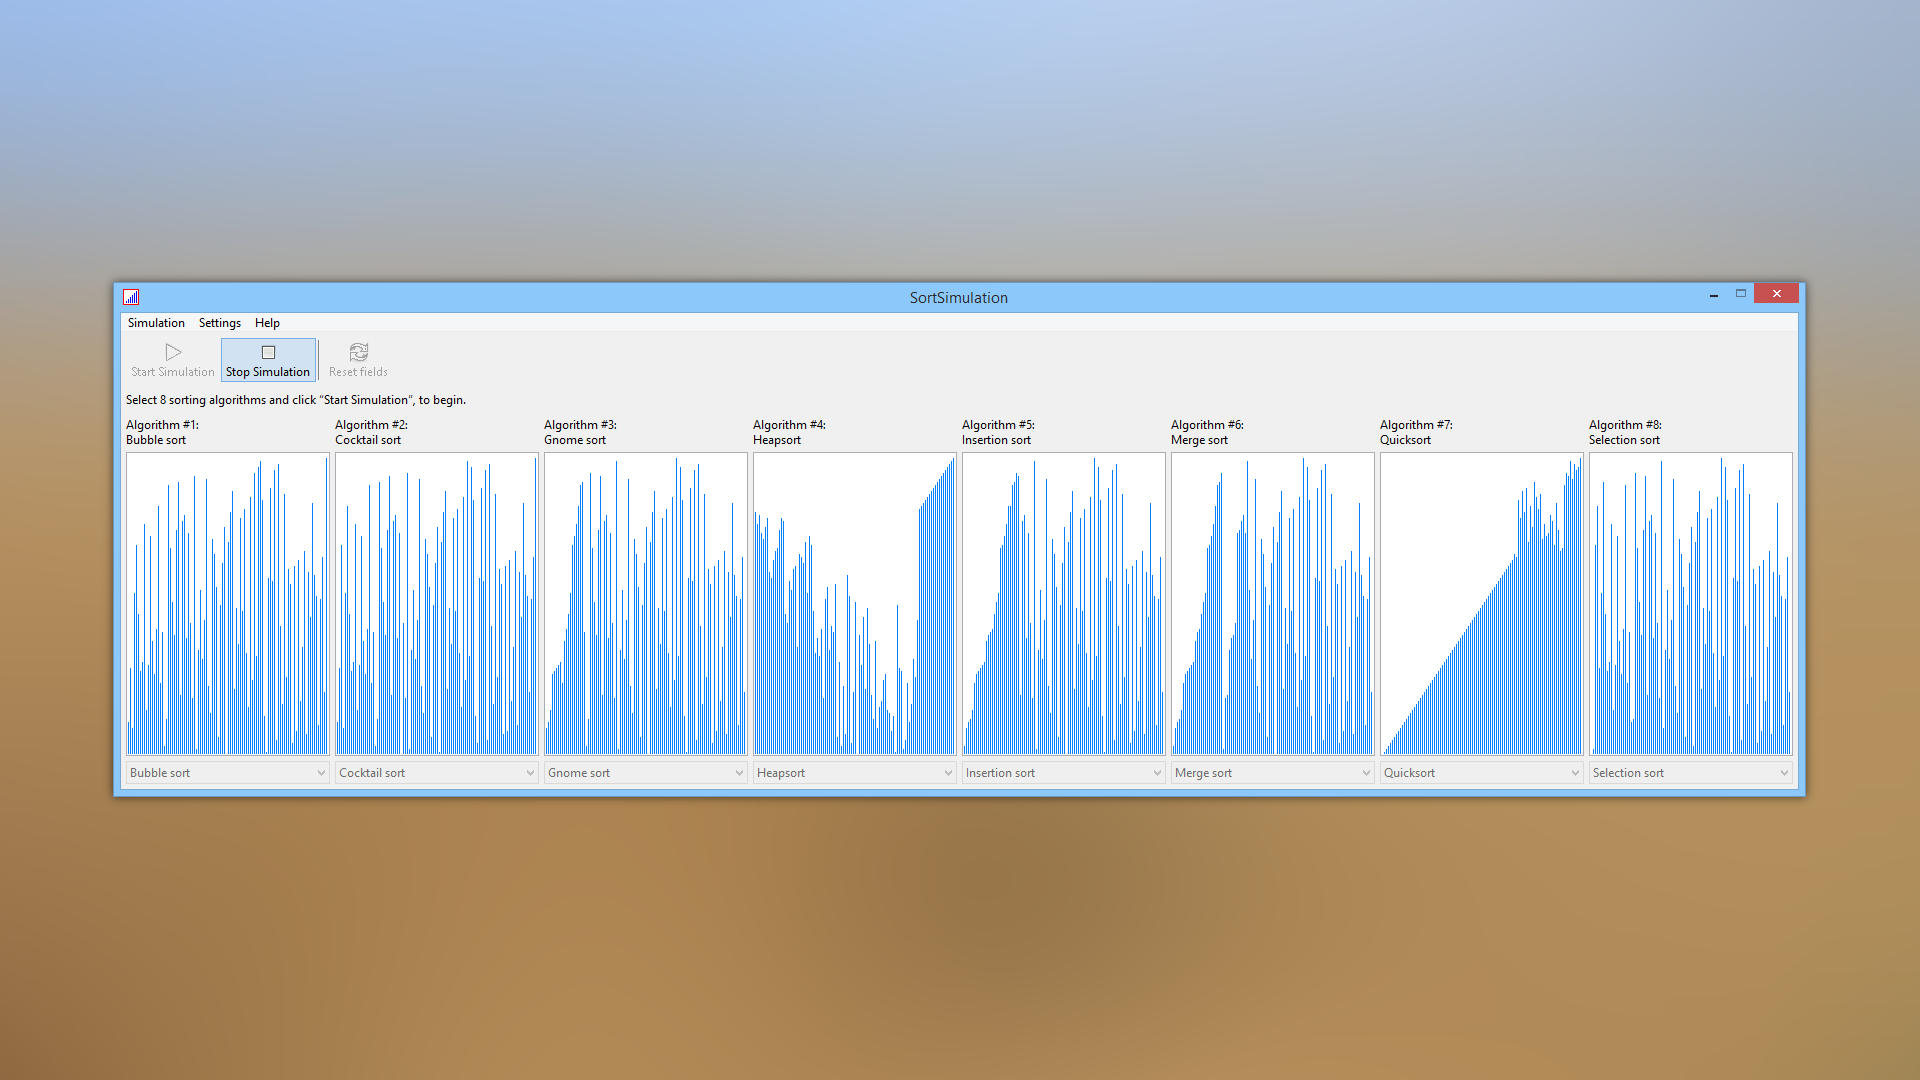 SortSimulation
Simulation Settings Help
Start Simulation Stop Simulation Reset fields
Select 8 sorting algorithms and click “Start Simulation“, to begin.
Algorithm #1: Algorithm #2: Algorithm #3: Algorithm #4: Algorithm #5: Algorithm #6: Algorithm #7: Algorithm #8:
Bubble sort Cocktail sort Gnome sort Heapsort Insertion sort Merge sort Quicksort Selection sort
Bubble sort Cocktail sort Gnome sort Heapsort Insertion sort Merge sort Quicksort Selection sort